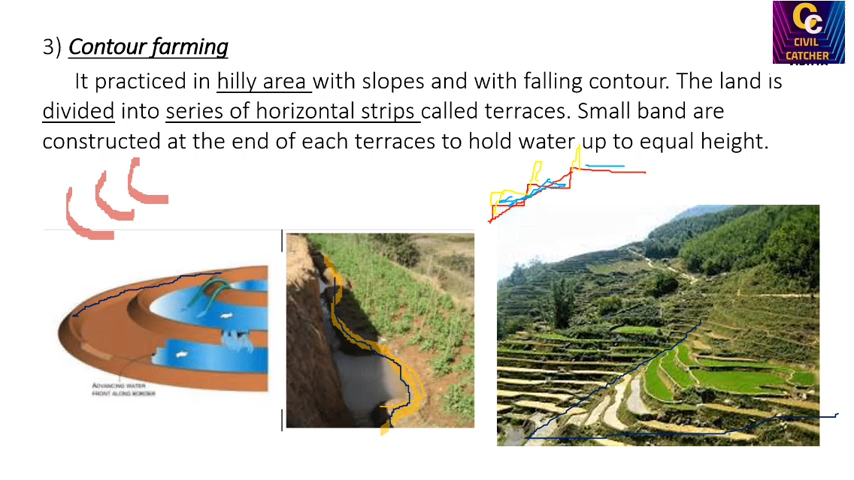 3) Contour farming
It practiced in hilly area with slopes and with falling contour. The land is
divided into series of horizontal strips called terraces. Small band are
constructed at the end of each terraces to hold water up to equal height.
CIVIL
CATCHER
ADVANCING WATER
FRONT ALONG BORDER